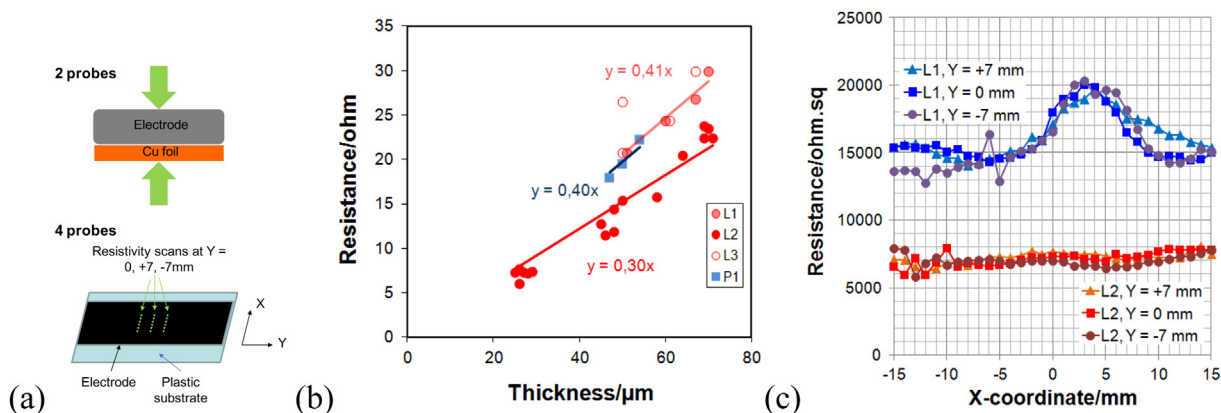 (a)
2 probes
Electrode
Cu foil
4 probes
Resistivity scans at Y =
0, +7, -7mm
X
Y
Electrode
Plastic
substrate
(b)
Resistance/ohm
35
30
25
20
15
10
5
0
y = 0,41x
y = 0,40x
y = 0,30x
L1
L2
L3
P1
0
20
40
60
80
Thickness/µm
(c)
Resistance/ohm.sq
25000
20000
15000
10000
5000
0
L1, Y = +7 mm
L1, Y = 0 mm
L1, Y = -7 mm
L2, Y = +7 mm
L2, Y = 0 mm
L2, Y = -7 mm
-15
-10
-5
0
5
10
15
X-coordinate/mm